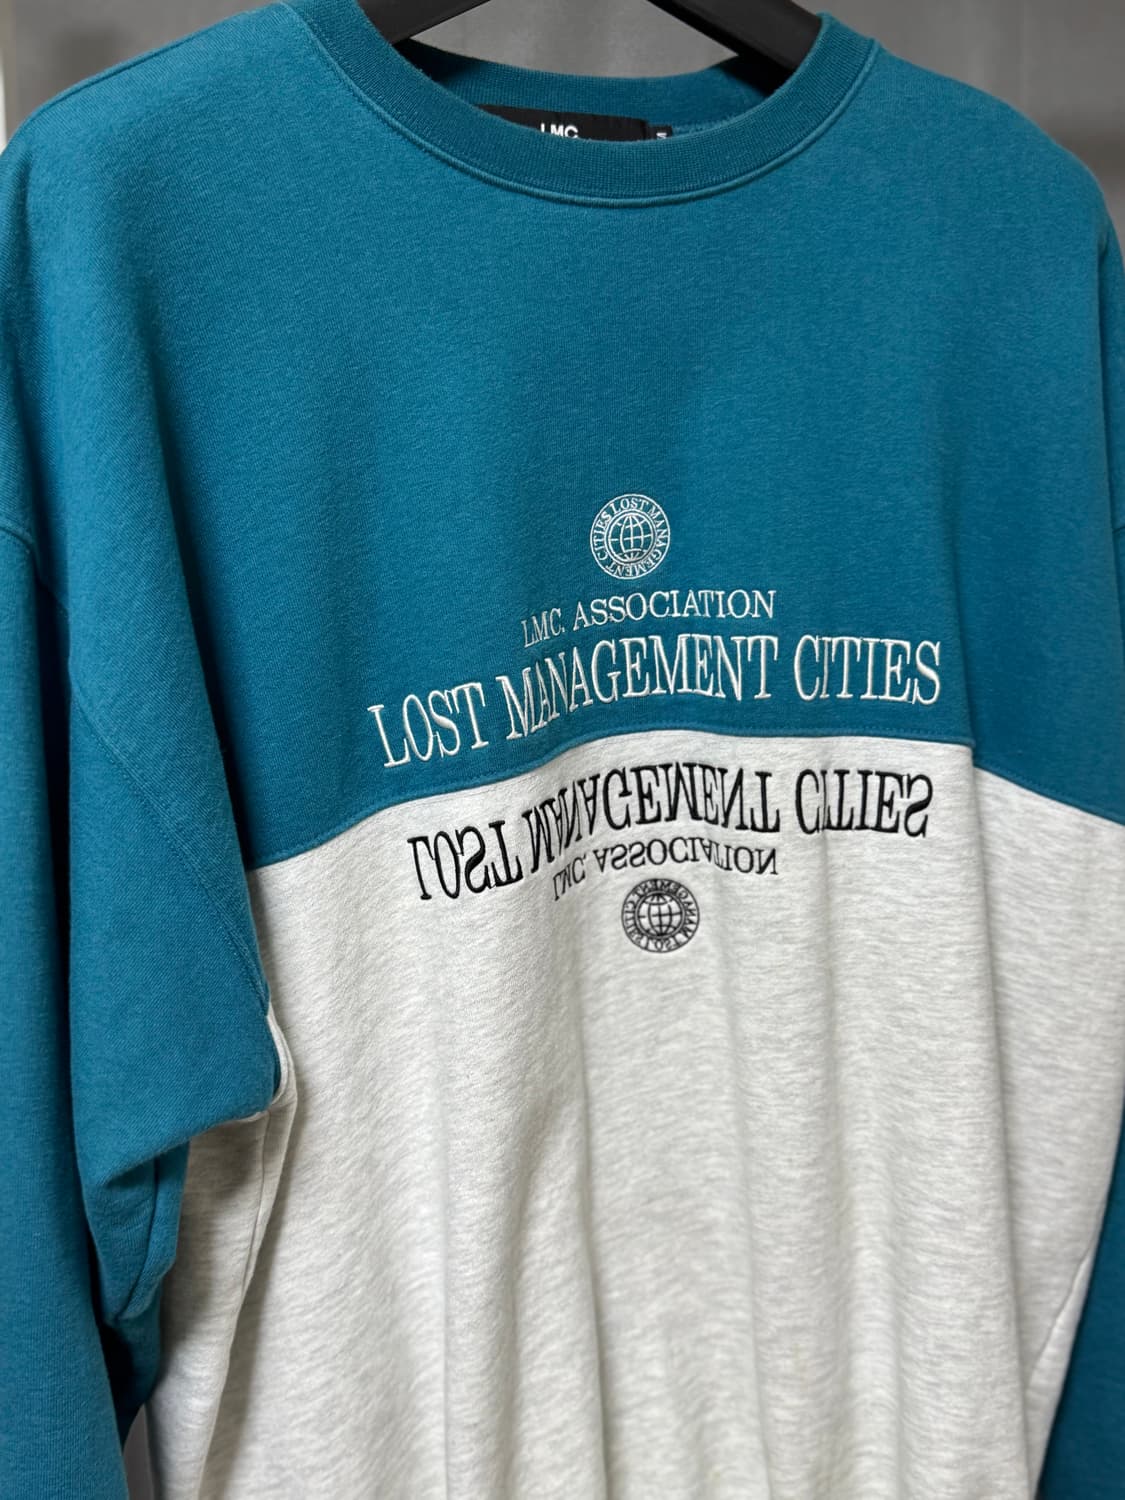 LMC.
M
LOST MANAGEMENT CITIES
LMC. ASSOCIATION
LOST MANAGEMENT CITIES
LOST MANAGEMENT CITIES
LMC. ASSOCIATION
LOST MANAGEMENT CITIES